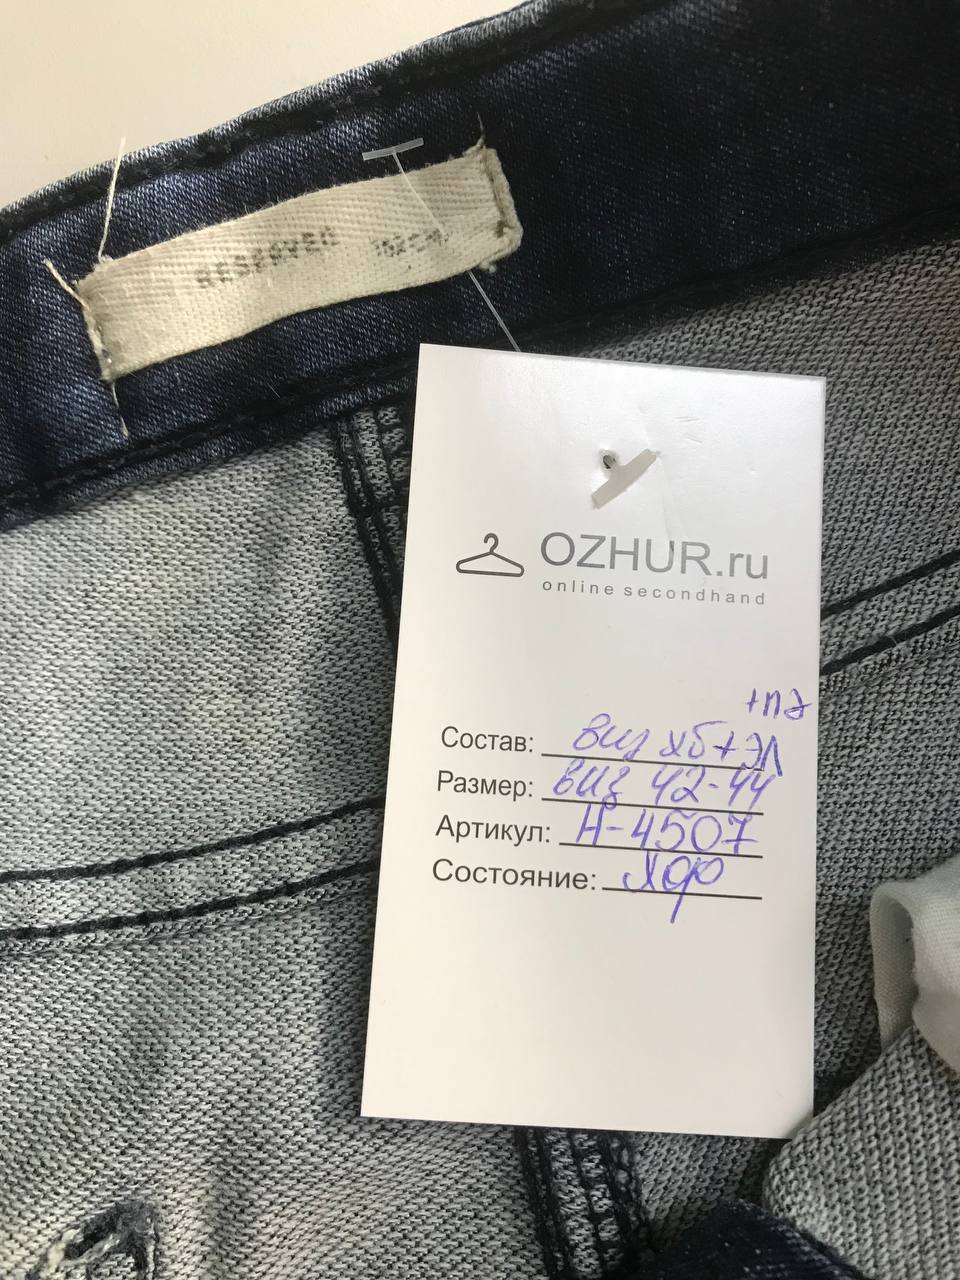 RESERVED
OZHUR.ru
online secondhand
+пэ
Состав: виз хб+эл
Размер: виз 42-44
Артикул: Н-4507
Состояние: хор